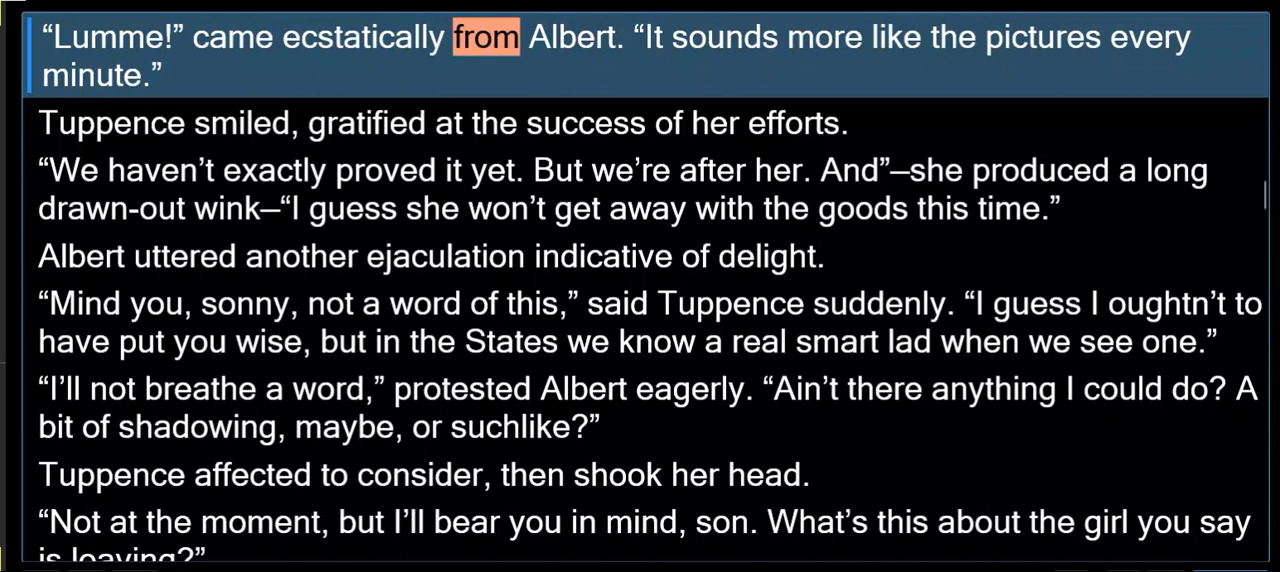 “Lumme!” came ecstatically from Albert. “It sounds more like the pictures every
minute.”
Tuppence smiled, gratified at the success of her efforts.
“We haven’t exactly proved it yet. But we’re after her. And”—she produced a long
drawn-out wink—“I guess she won’t get away with the goods this time.”
Albert uttered another ejaculation indicative of delight.
“Mind you, sonny, not a word of this,” said Tuppence suddenly. “I guess I oughtn’t to
have put you wise, but in the States we know a real smart lad when we see one.”
“I’ll not breathe a word,” protested Albert eagerly. “Ain’t there anything I could do? A
bit of shadowing, maybe, or suchlike?”
Tuppence affected to consider, then shook her head.
“Not at the moment, but I’ll bear you in mind, son. What’s this about the girl you say
is leaving?”